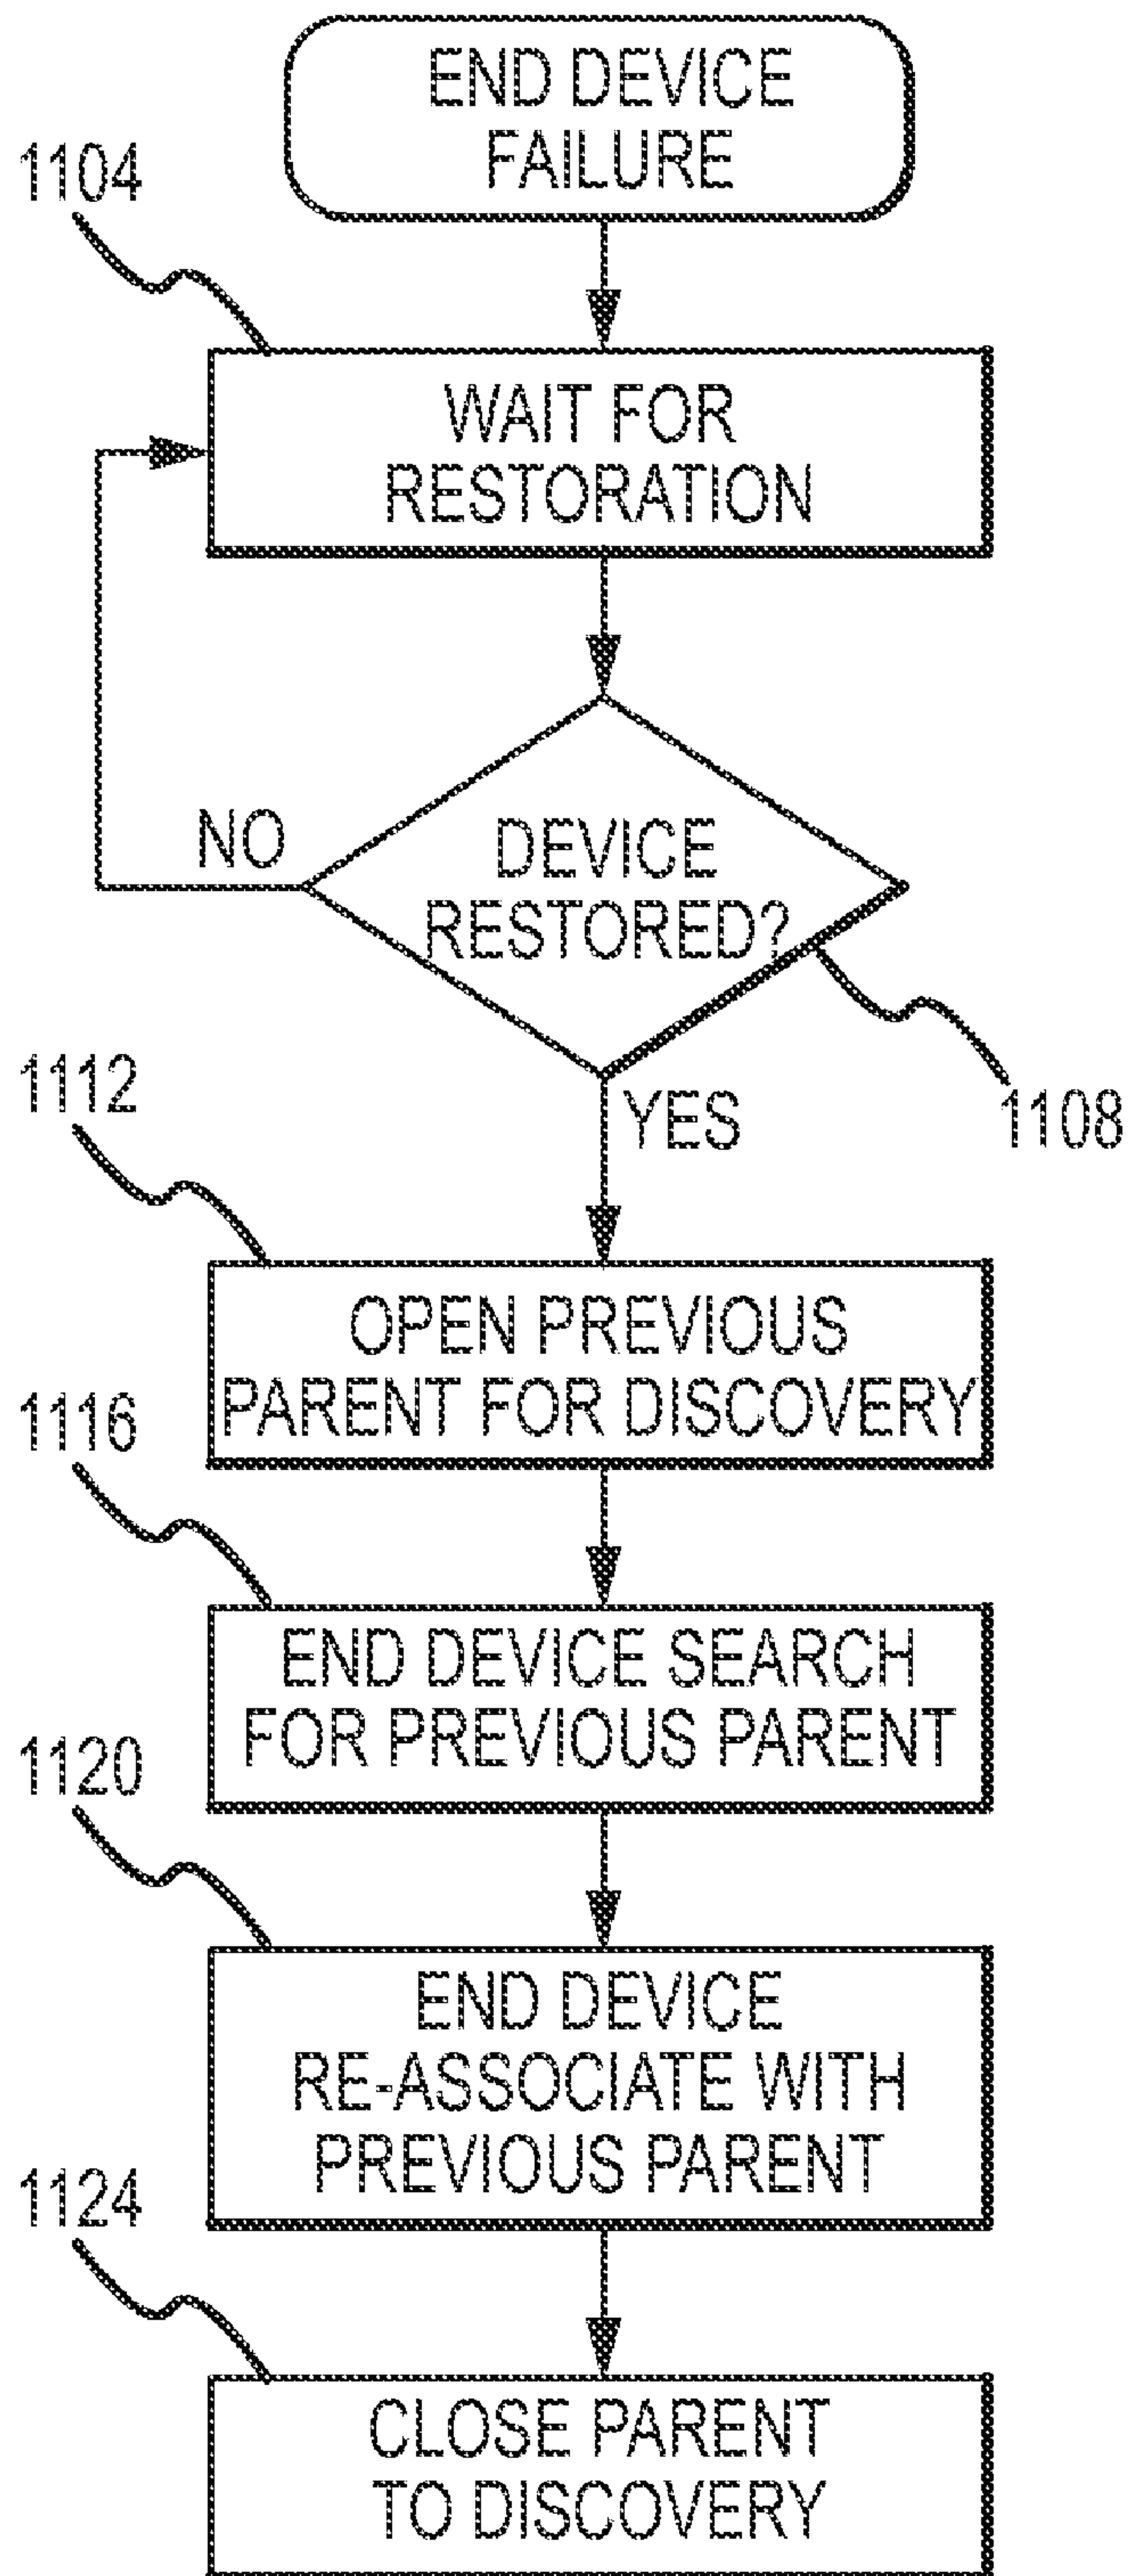 END DEVICE
FAILURE
1104
WAIT FOR
RESTORATION
NO
DEVICE
RESTORED?
1108
YES
1112
OPEN PREVIOUS
PARENT FOR DISCOVERY
1116
END DEVICE SEARCH
FOR PREVIOUS PARENT
1120
END DEVICE
RE-ASSOCIATE WITH
PREVIOUS PARENT
1124
CLOSE PARENT
TO DISCOVERY